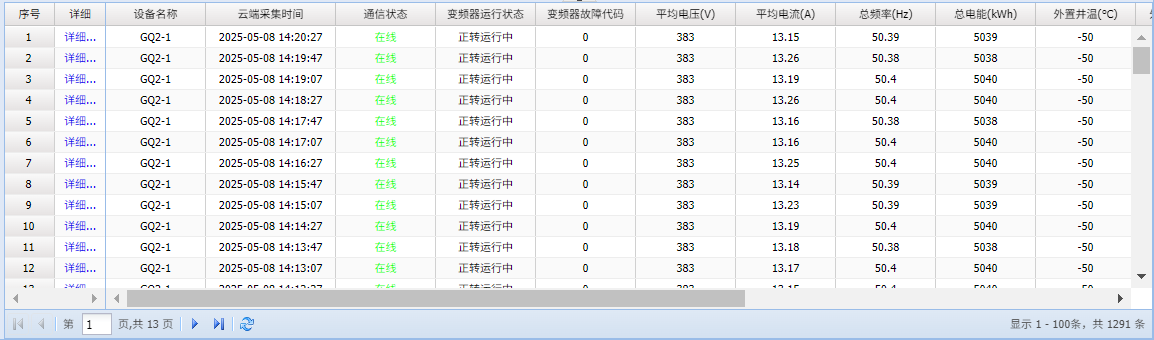 序号 详细 设备名称 云端采集时间 通信状态 变频器运行状态 变频器故障代码 平均电压(V) 平均电流(A) 总频率(Hz) 总电能(kWh) 外置井温(℃)
1 详细... GQ2-1 2025-05-08 14:20:27 在线 正转运行中 0 383 13.15 50.39 5039 -50
2 详细... GQ2-1 2025-05-08 14:19:47 在线 正转运行中 0 383 13.26 50.38 5038 -50
3 详细... GQ2-1 2025-05-08 14:19:07 在线 正转运行中 0 383 13.19 50.4 5040 -50
4 详细... GQ2-1 2025-05-08 14:18:27 在线 正转运行中 0 383 13.26 50.4 5040 -50
5 详细... GQ2-1 2025-05-08 14:17:47 在线 正转运行中 0 383 13.16 50.38 5038 -50
6 详细... GQ2-1 2025-05-08 14:17:07 在线 正转运行中 0 383 13.16 50.4 5040 -50
7 详细... GQ2-1 2025-05-08 14:16:27 在线 正转运行中 0 383 13.25 50.4 5040 -50
8 详细... GQ2-1 2025-05-08 14:15:47 在线 正转运行中 0 383 13.14 50.39 5039 -50
9 详细... GQ2-1 2025-05-08 14:15:07 在线 正转运行中 0 383 13.23 50.39 5039 -50
10 详细... GQ2-1 2025-05-08 14:14:27 在线 正转运行中 0 383 13.19 50.4 5040 -50
11 详细... GQ2-1 2025-05-08 14:13:47 在线 正转运行中 0 383 13.18 50.38 5038 -50
12 详细... GQ2-1 2025-05-08 14:13:07 在线 正转运行中 0 383 13.17 50.4 5040 -50
第 1 页,共 13 页 显示 1 - 100条，共 1291 条